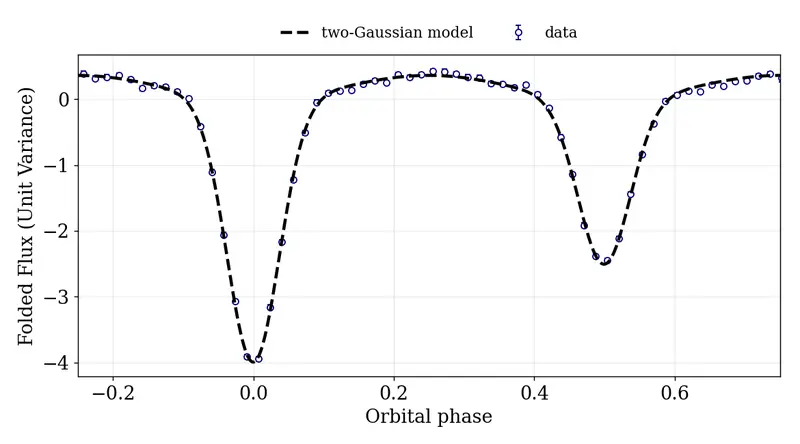 two-Gaussian model data
Folded Flux (Unit Variance)
0
−1
−2
−3
−4
−0.2 0.0 0.2 0.4 0.6
Orbital phase